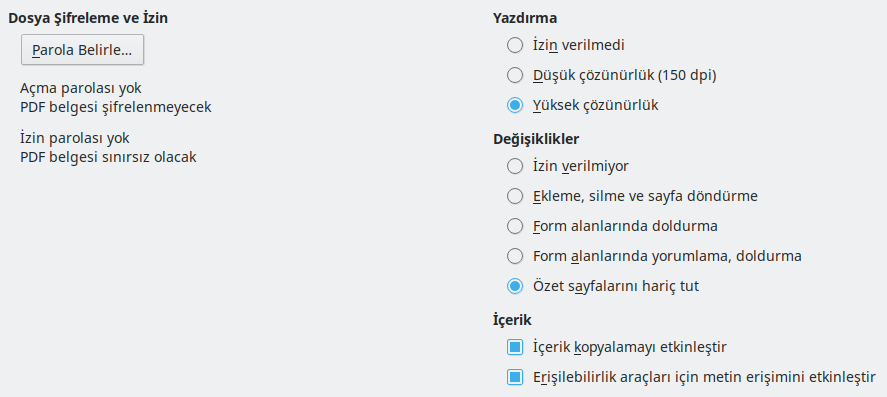 Dosya Şifreleme ve İzin
Parola Belirle...
Açma parolası yok
PDF belgesi şifrelenmeyecek
İzin parolası yok
PDF belgesi sınırsız olacak
Yazdırma
İzin verilmedi
Düşük çözünürlük (150 dpi)
Yüksek çözünürlük
Değişiklikler
İzin verilmiyor
Ekleme, silme ve sayfa döndürme
Form alanlarında doldurma
Form alanlarında yorumlama, doldurma
Özet sayfalarını hariç tut
İçerik
İçerik kopyalamayı etkinleştir
Erişilebilirlik araçları için metin erişimini etkinleştir